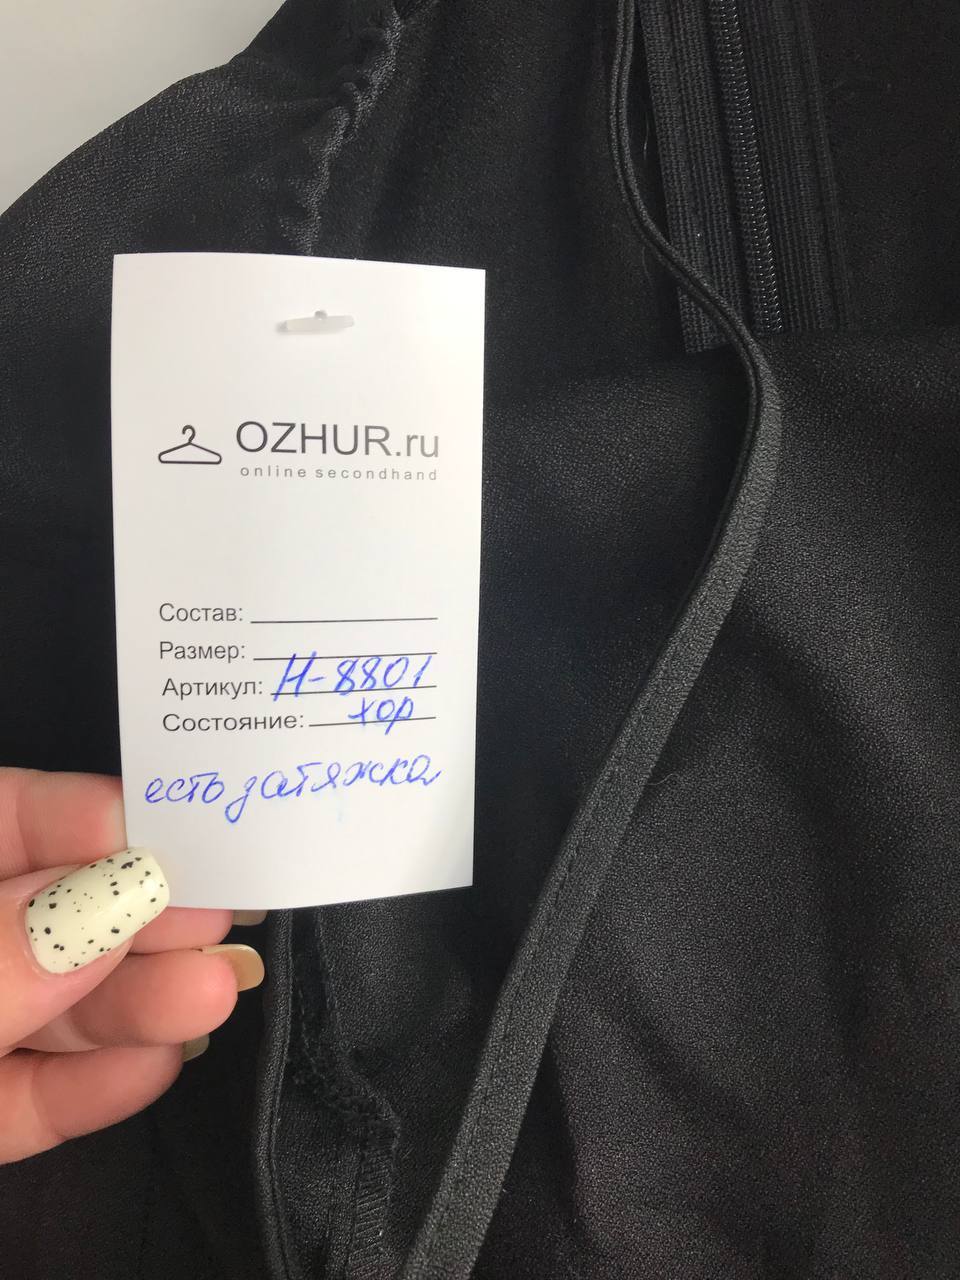 OZHUR.ru
online secondhand
Состав:
Размер:
Артикул: Н-8801
Состояние: хор
есть затяжка